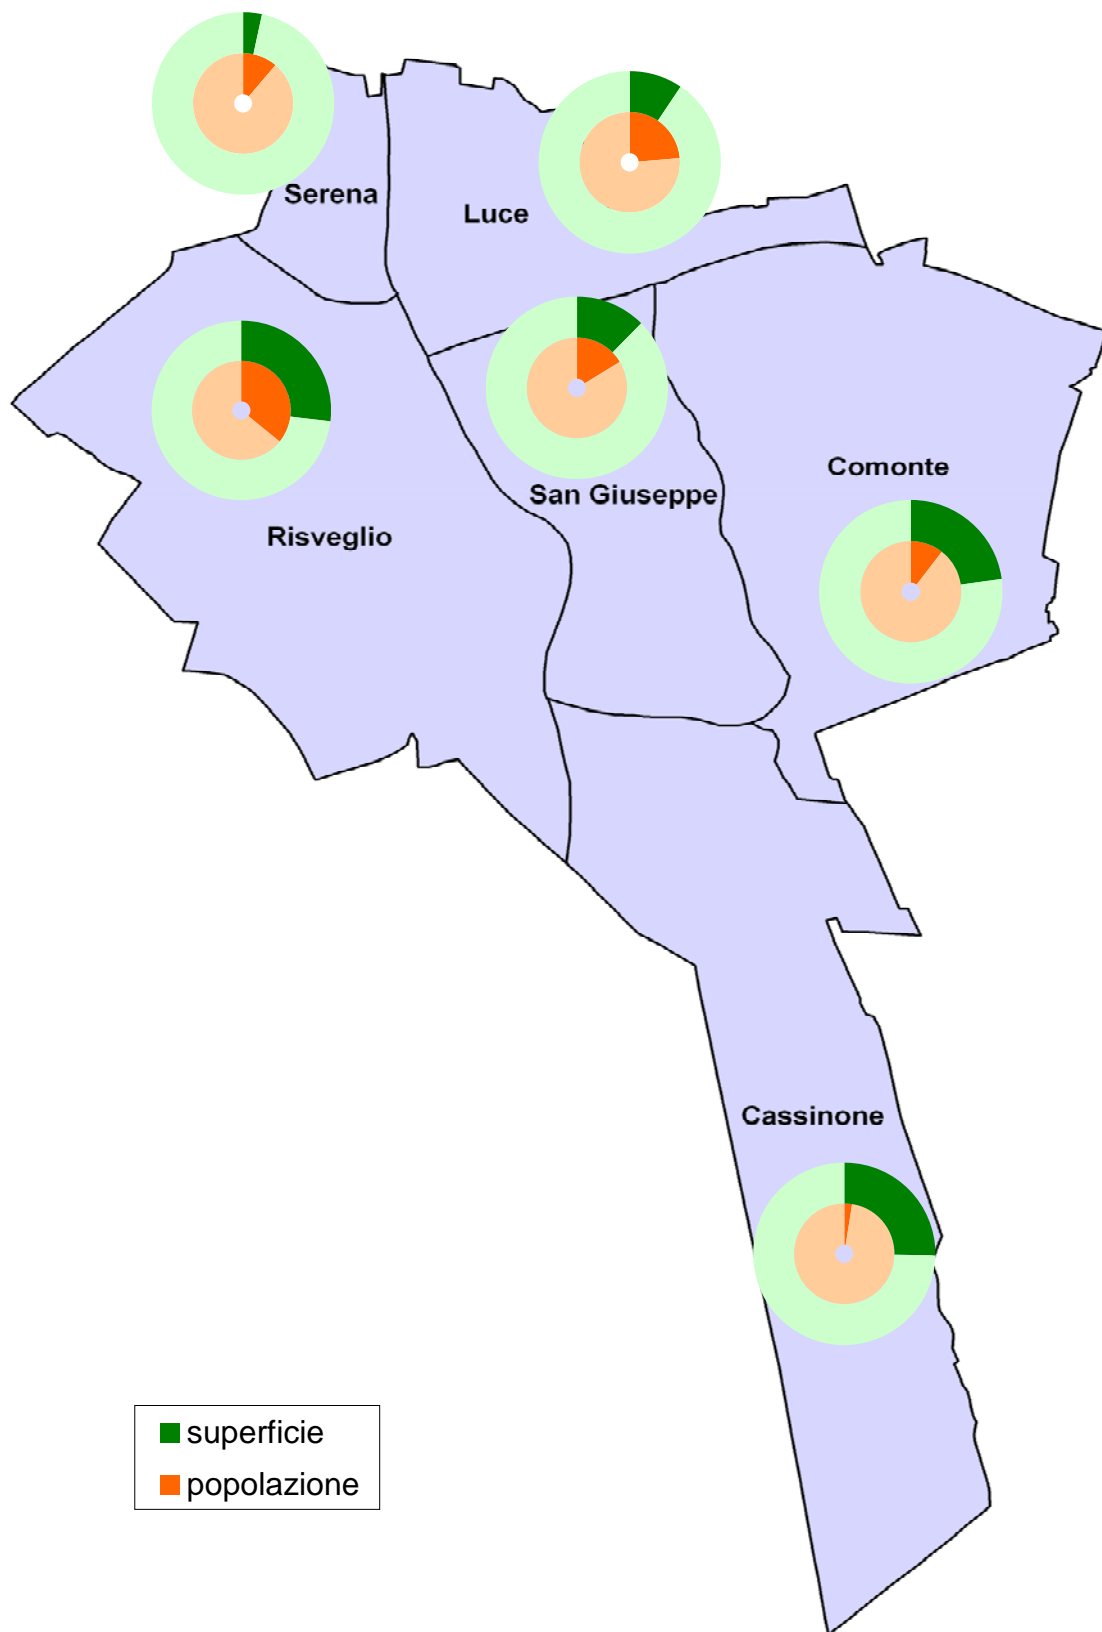 Serena
Luce
Comonte
San Giuseppe
Risveglio
Cassinone
superficie
popolazione